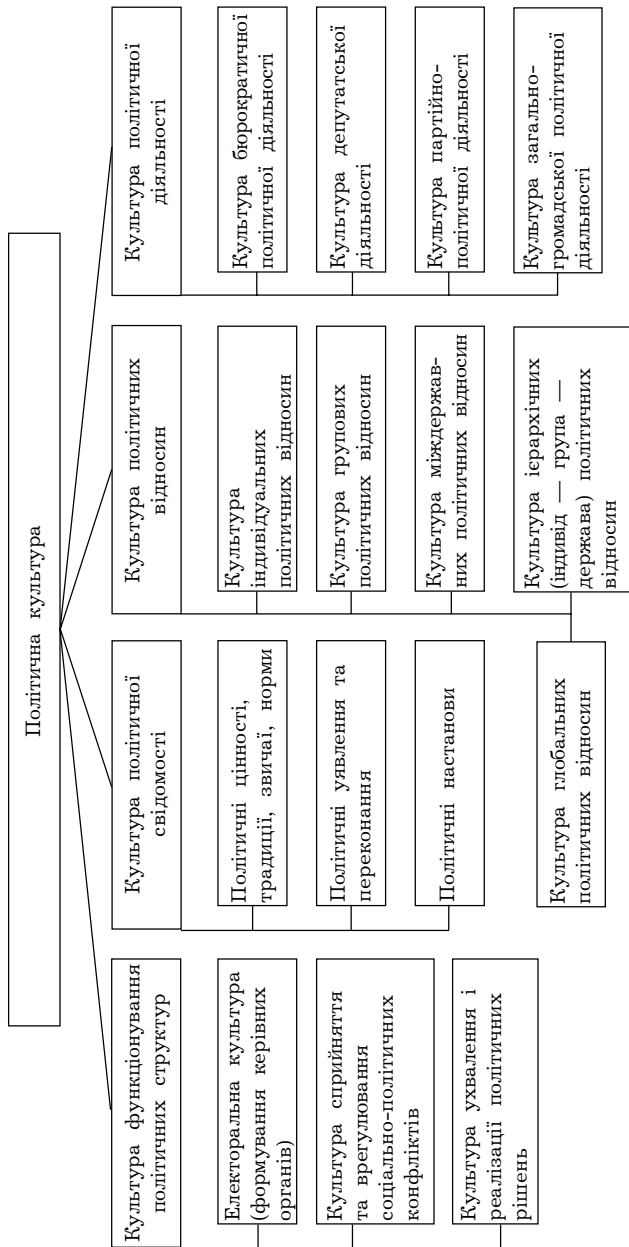 Політична культура
Культура функціонування
політичних структур
Електоральна культура
(формування керівних
органів)
Культура сприйняття
та врегулювання
соціально-політичних
конфліктів
Культура ухвалення і
реалізації політичних
рішень
Культура політичної
свідомості
Політичні цінності,
традиції, звичаї, норми
Політичні уявлення та
переконання
Політичні настанови
Культура політичних
відносин
Культура
індивідуальних
політичних відносин
Культура групових
політичних відносин
Культура міждержав-
них політичних відносин
Культура глобальних
політичних відносин
Культура ієрархічних
(індивід — група —
держава) політичних
відносин
Культура політичної
діяльності
Культура бюрократичної
політичної діяльності
Культура депутатської
діяльності
Культура партійно-
політичної діяльності
Культура загально-
громадської політичної
діяльності